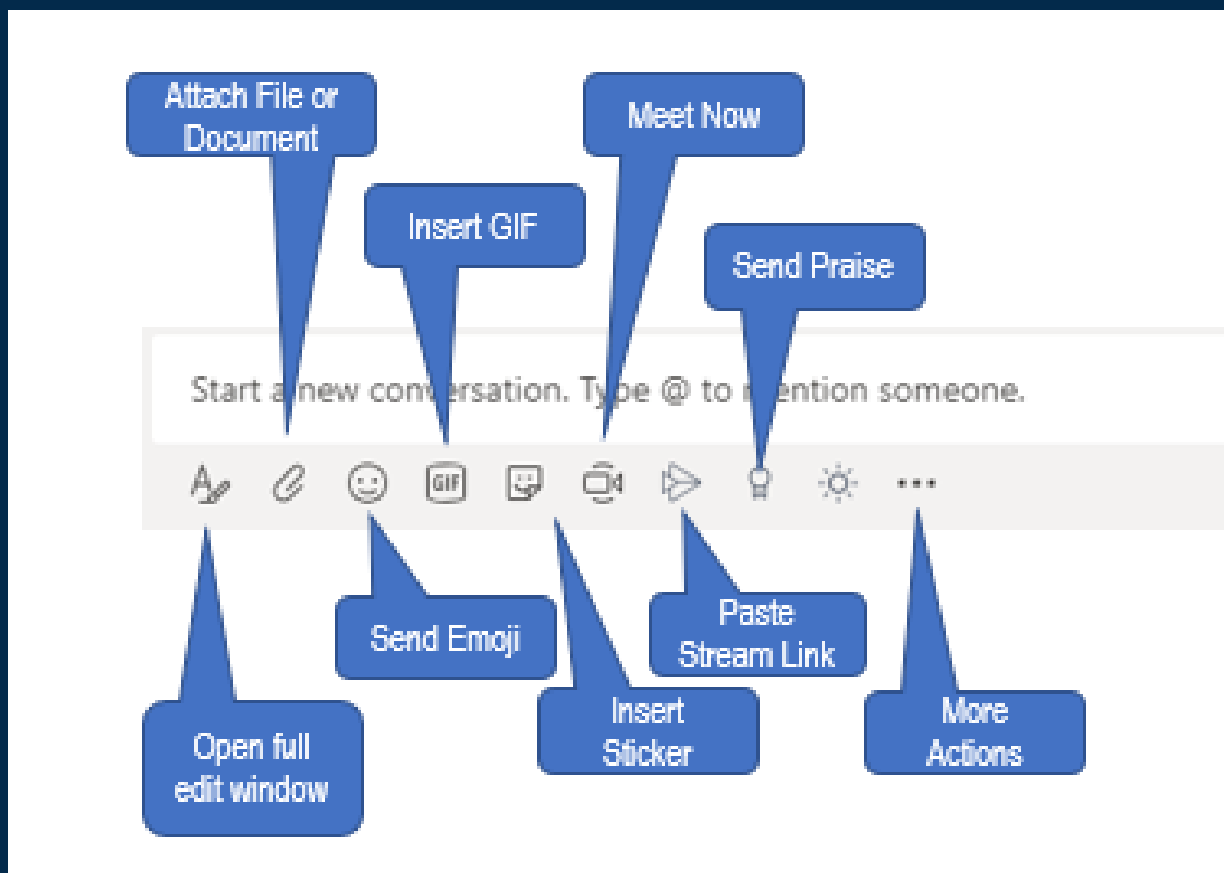 Attach File or
Document
Meet Now
Insert GIF
Send Praise
Start a new conversation. Type @ to mention someone.
GIF
Send Emoji
Paste
Stream Link
Insert
Sticker
More
Actions
Open full
edit window